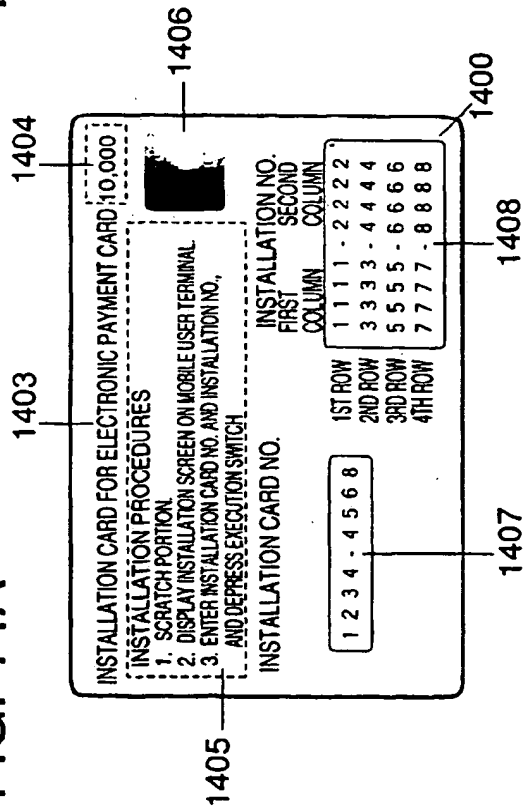 1403
1404
1406
INSTALLATION CARD FOR ELECTRONIC PAYMENT CARD 10,000
INSTALLATION PROCEDURES
1. SCRATCH PORTION.
2. DISPLAY INSTALLATION SCREEN ON MOBILE USER TERMINAL.
3. ENTER INSTALLATION CARD NO. AND INSTALLATION NO.,
AND DEPRESS EXECUTION SWITCH
1405
INSTALLATION CARD NO.
1 2 3 4 - 4 5 6 8
INSTALLATION NO.
FIRST COLUMN
SECOND COLUMN
1ST ROW 1 1 1 1 - 2 2 2 2
2ND ROW 3 3 3 3 - 4 4 4 4
3RD ROW 5 5 5 5 - 6 6 6 6
4TH ROW 7 7 7 7 - 8 8 8 8
1407
1408
1400